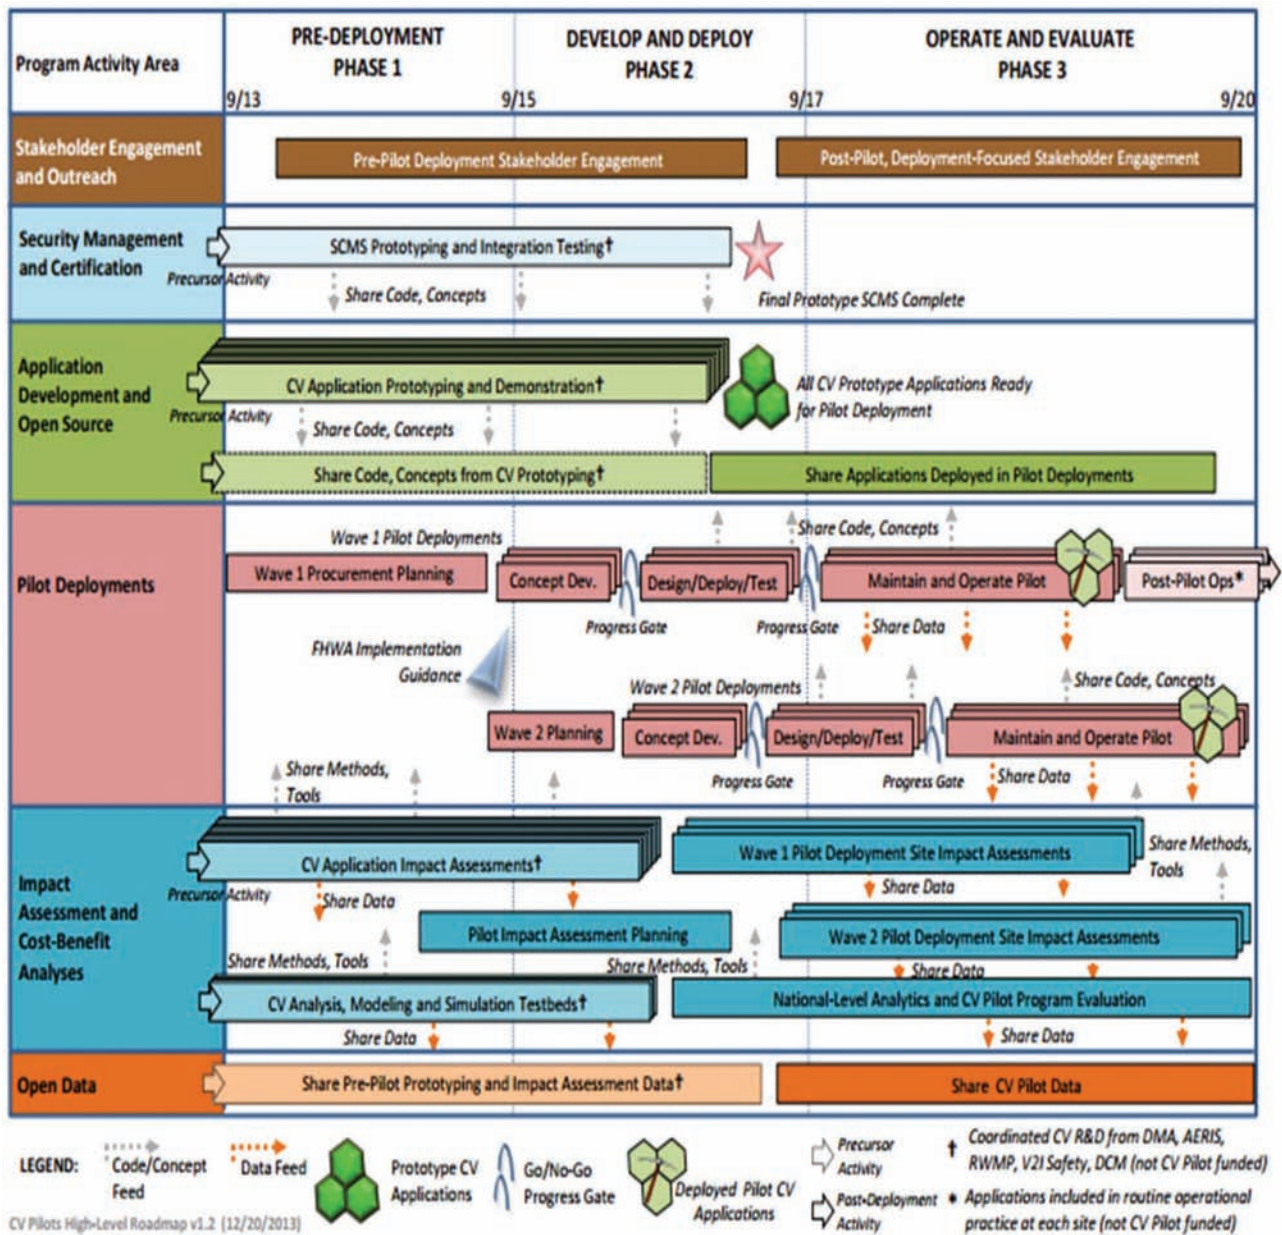 Program Activity Area
PRE-DEPLOYMENT
PHASE 1
DEVELOP AND DEPLOY
PHASE 2
OPERATE AND EVALUATE
PHASE 3
9/13
9/15
9/17
9/20
Stakeholder Engagement
and Outreach
Pre-Pilot Deployment Stakeholder Engagement
Post-Pilot, Deployment-Focused Stakeholder Engagement
Security Management
and Certification
SCMS Prototyping and Integration Testing†
Precursor Activity
Share Code, Concepts
Final Prototype SCMS Complete
Application
Development and
Open Source
CV Application Prototyping and Demonstration†
Precursor Activity
Share Code, Concepts
All CV Prototype Applications Ready
for Pilot Deployment
Share Code, Concepts from CV Prototyping†
Share Applications Deployed in Pilot Deployments
Pilot Deployments
Wave 1 Pilot Deployments
Share Code, Concepts
Wave 1 Procurement Planning
Concept Dev.
Design/Deploy/Test
Maintain and Operate Pilot
Post-Pilot Ops*
Progress Gate
Progress Gate
Share Data
FHWA Implementation
Guidance
Wave 2 Pilot Deployments
Share Code, Concepts
Wave 2 Planning
Concept Dev.
Design/Deploy/Test
Maintain and Operate Pilot
Progress Gate
Progress Gate
Share Data
Share Methods,
Tools
Impact
Assessment and
Cost-Benefit
Analyses
CV Application Impact Assessments†
Wave 1 Pilot Deployment Site Impact Assessments
Share Methods,
Tools
Precursor Activity
Share Data
Share Data
Pilot Impact Assessment Planning
Wave 2 Pilot Deployment Site Impact Assessments
Share Methods, Tools
Share Methods, Tools
Share Data
CV Analysis, Modeling and Simulation Testbeds†
National-Level Analytics and CV Pilot Program Evaluation
Share Data
Share Data
Open Data
Share Pre-Pilot Prototyping and Impact Assessment Data†
Share CV Pilot Data
LEGEND:
Code/Concept
Feed
Data Feed
Prototype CV
Applications
Go/No-Go
Progress Gate
Deployed Pilot CV
Applications
Precursor
Activity
Post-Deployment
Activity
† Coordinated CV R&D from DMA, AERIS,
RWMP, V2I Safety, DCM (not CV Pilot funded)
* Applications included in routine operational
practice at each site (not CV Pilot funded)
CV Pilots High-Level Roadmap v1.2 (12/20/2013)